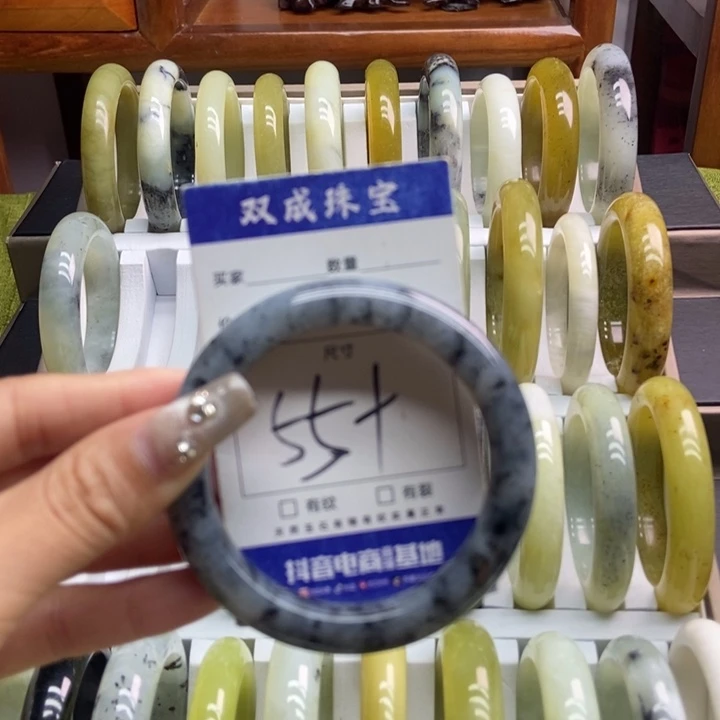 双成珠宝
买家 数量
尺寸
55+
□ 有纹 □ 有裂
抖音电商 基地